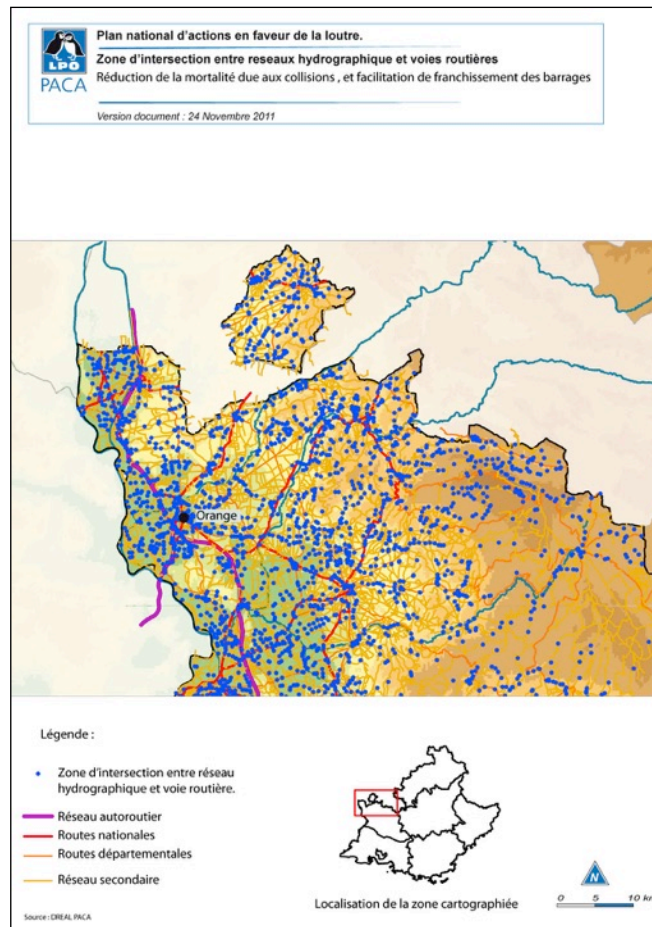 Plan national d'actions en faveur de la loutre.
Zone d'intersection entre reseaux hydrographique et voies routières
Réduction de la mortalité due aux collisions , et facilitation de franchissement des barrages
LPO
PACA
Version document : 24 Novembre 2011
Orange
Légende :
Zone d'intersection entre réseau
hydrographique et voie routière.
Réseau autoroutier
Routes nationales
Routes départementales
Réseau secondaire
Localisation de la zone cartographiée
N
0 5 10 km
Source : DREAL PACA